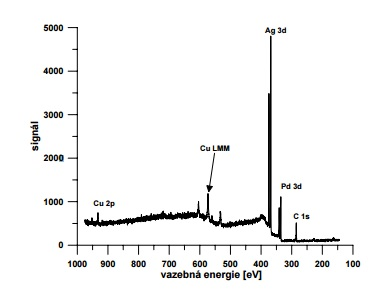 Ag 3d
5000
4000
signál
3000
2000
1000
0
Cu LMM
Cu 2p
Pd 3d
C 1s
1000 900 800 700 600 500 400 300 200 100
vazebná energie [eV]